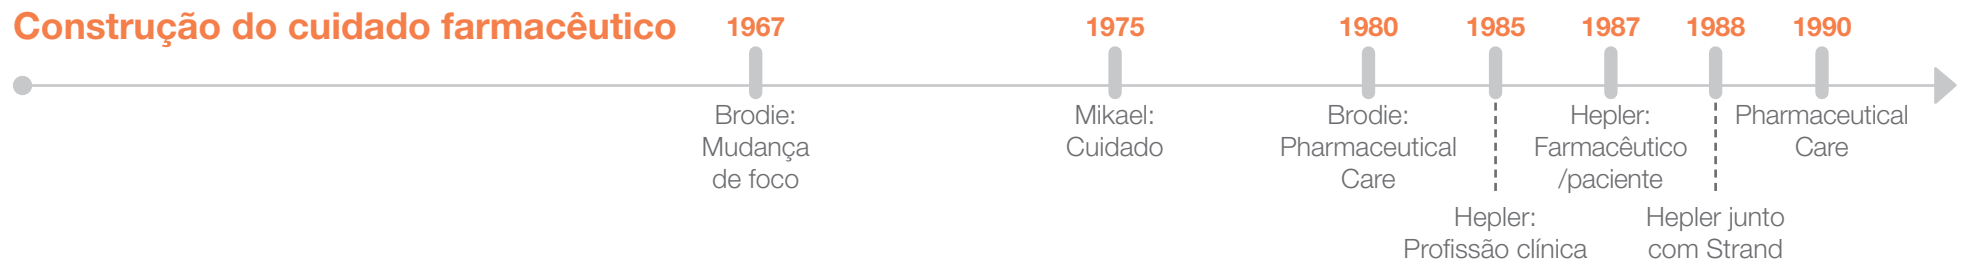 Construção do cuidado farmacêutico
1967
1975
1980
1985
1987
1988
1990
Brodie:
Mudança
de foco
Mikael:
Cuidado
Brodie:
Pharmaceutical
Care
Hepler:
Profissão clínica
Hepler:
Farmacêutico
/paciente
Hepler junto
com Strand
Pharmaceutical
Care